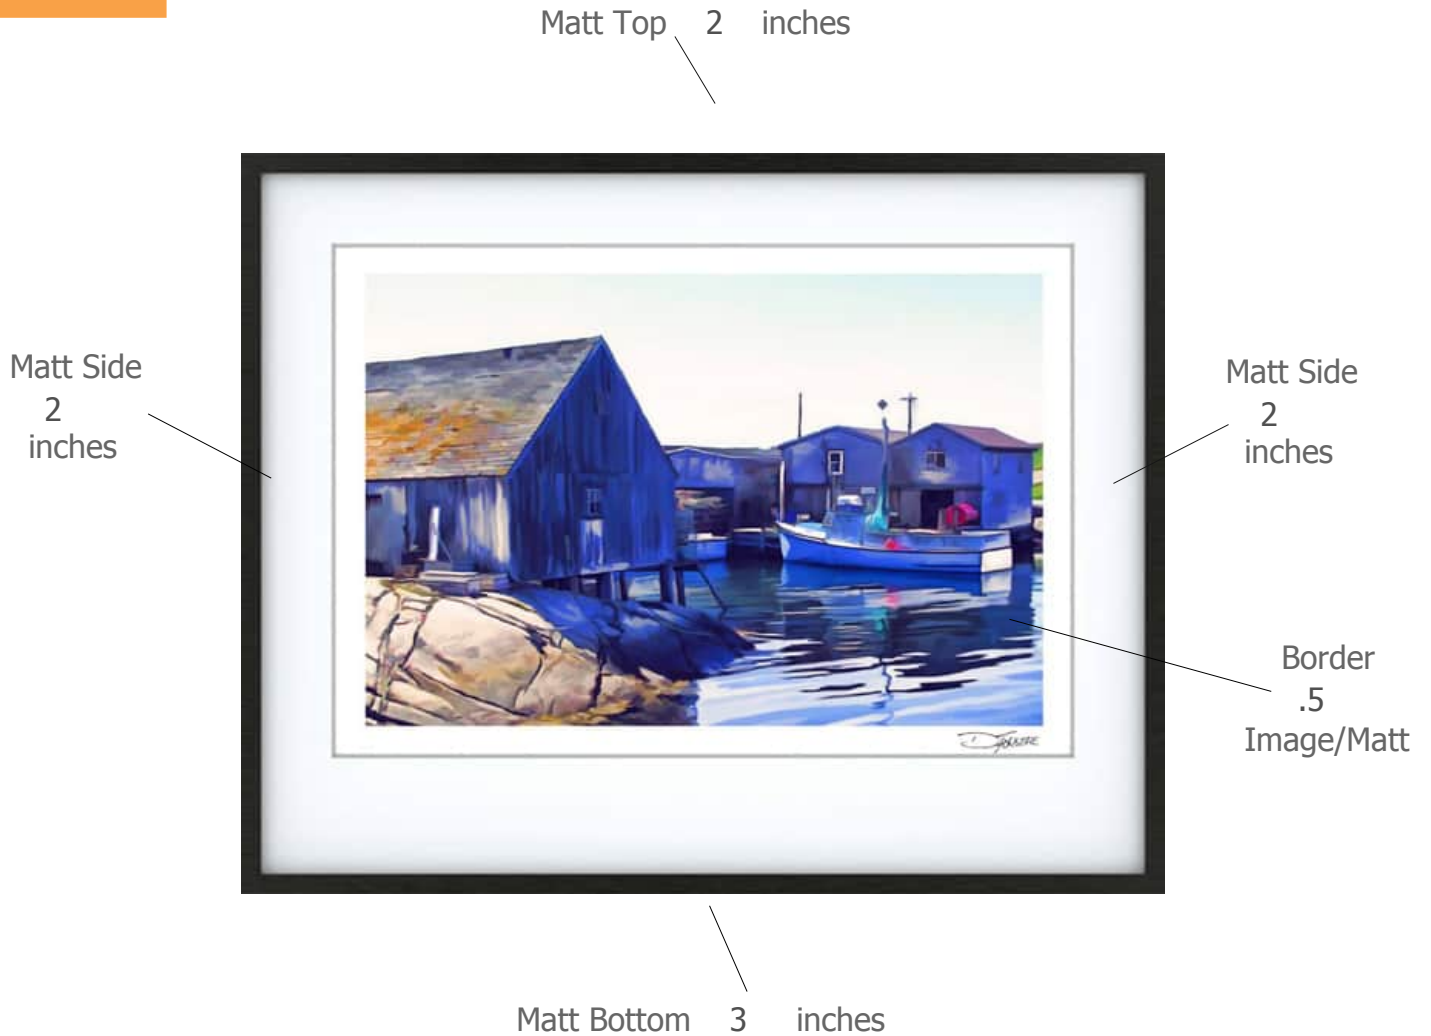 Matt Top 2 inches
Matt Side
2
inches
Matt Side
2
inches
Border
.5
Image/Matt
Matt Bottom 3 inches